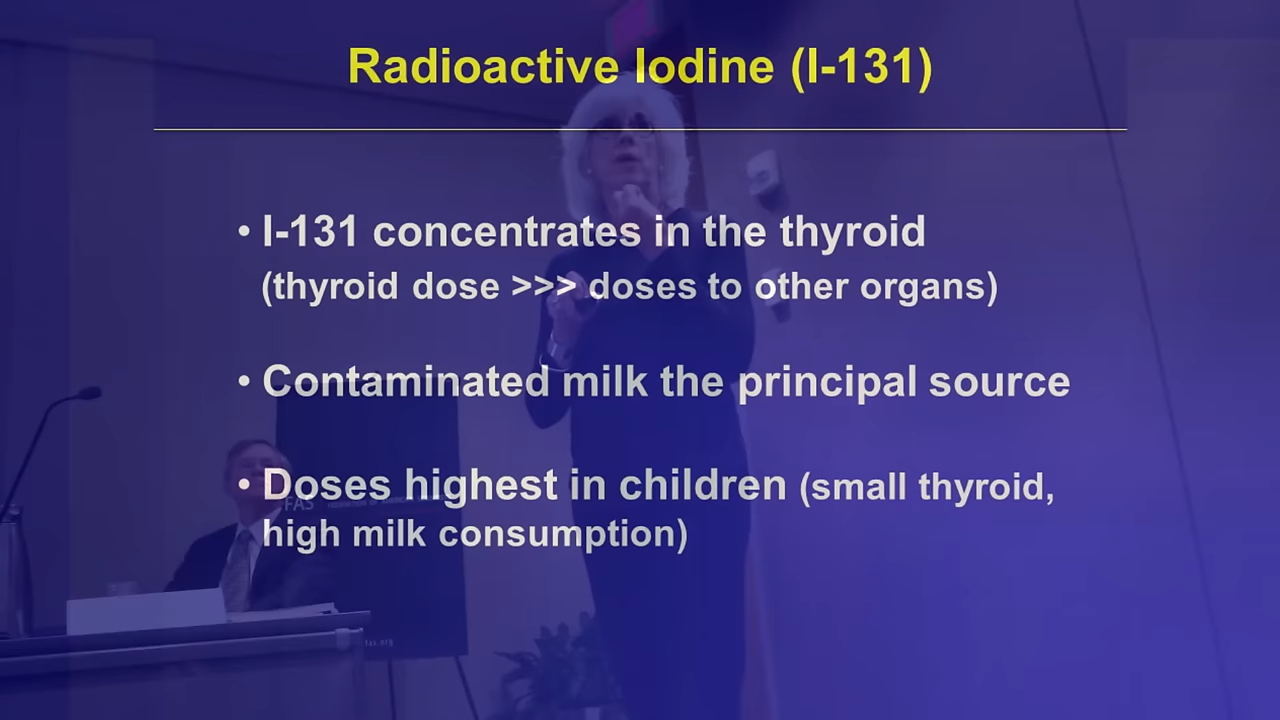 Radioactive Iodine (I-131)
• I-131 concentrates in the thyroid
(thyroid dose >>> doses to other organs)
• Contaminated milk the principal source
• Doses highest in children (small thyroid,
high milk consumption)
FAS